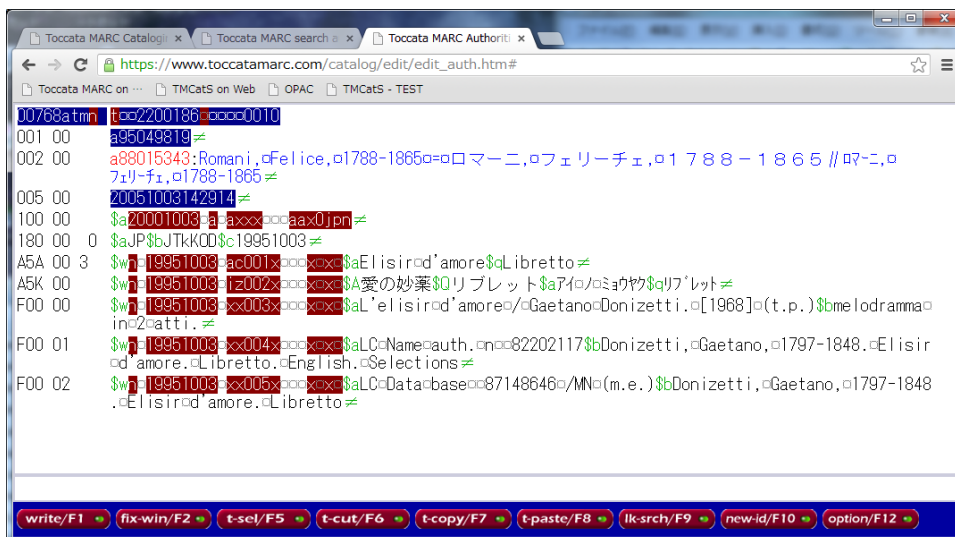 Toccata MARC Catalogi
Toccata MARC search a
Toccata MARC Authoriti
https://www.toccatamarc.com/catalog/edit/edit_auth.htm#
Toccata MARC on … TMCatS on Web OPAC TMCatS - TEST
00768atmn t□□2200186□□□□□0010
001 00 a95049819≠
002 00 a88015343:Romani,□Felice,□1788-1865□=□ロマーニ,□フェリーチェ,□1788−1865//ロマーニ,□
フェリーチェ,□1788-1865≠
005 00 20051003142914≠
100 00 $a20001003□a□axxx□□□aax0jpn≠
180 00 0 $aJP$bJTkKOD$c19951003≠
A5A 00 3 $wn□19951003□ac001x□□□x□x□$aElisir□d'amore$qLibretto≠
A5K 00 $wn□19951003□iz002x□□□x□x□$A愛の妙薬$Qリブレット$aアイ□ノ□ミョウヤク$qリブレット≠
F00 00 $wn□19951003□xx003x□□□x□x□$aL'elisir□d'amore□/□Gaetano□Donizetti.□[1968]□(t.p.)$bmelodramma□
in□2□atti.≠
F00 01 $wn□19951003□xx004x□□□x□x□$aLC□Name□auth.□n□□82202117$bDonizetti,□Gaetano,□1797-1848.□Elisir
□d'amore.□Libretto.□English.□Selections≠
F00 02 $wn□19951003□xx005x□□□x□x□$aLC□Data□base□□87148646□/MN□(m.e.)$bDonizetti,□Gaetano,□1797-1848
.□Elisir□d'amore.□Libretto≠
write/F1 fix-win/F2 t-sel/F5 t-cut/F6 t-copy/F7 t-paste/F8 lk-srch/F9 new-id/F10 option/F12